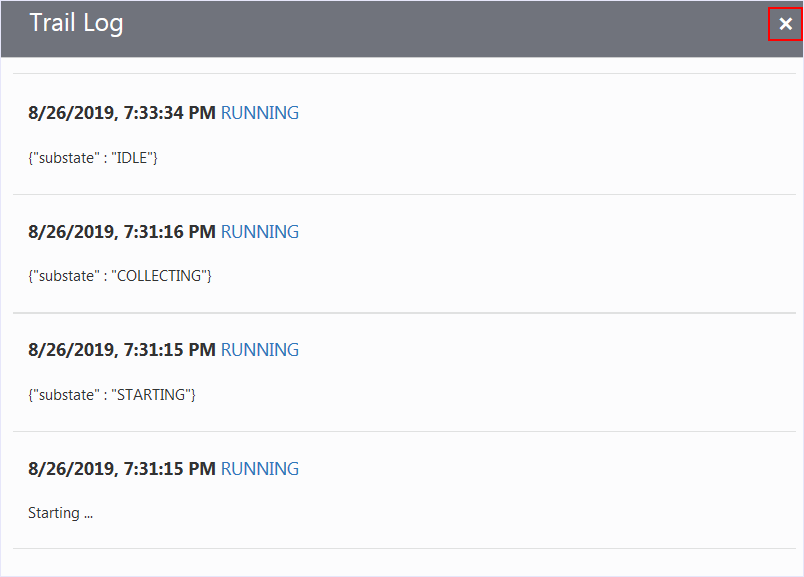 Trail Log
×
8/26/2019, 7:33:34 PM RUNNING
{"substate" : "IDLE"}
8/26/2019, 7:31:16 PM RUNNING
{"substate" : "COLLECTING"}
8/26/2019, 7:31:15 PM RUNNING
{"substate" : "STARTING"}
8/26/2019, 7:31:15 PM RUNNING
Starting ...